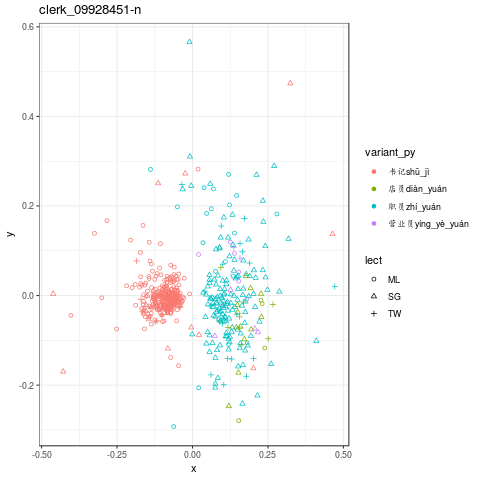 clerk_09928451-n
0.6
0.4
0.2
0.0
-0.2
y
-0.50
-0.25
0.00
0.25
0.50
x
variant_py
书记shū_jì
店员diàn_yuán
职员zhí_yuán
营业员yíng_yè_yuán
lect
ML
SG
TW